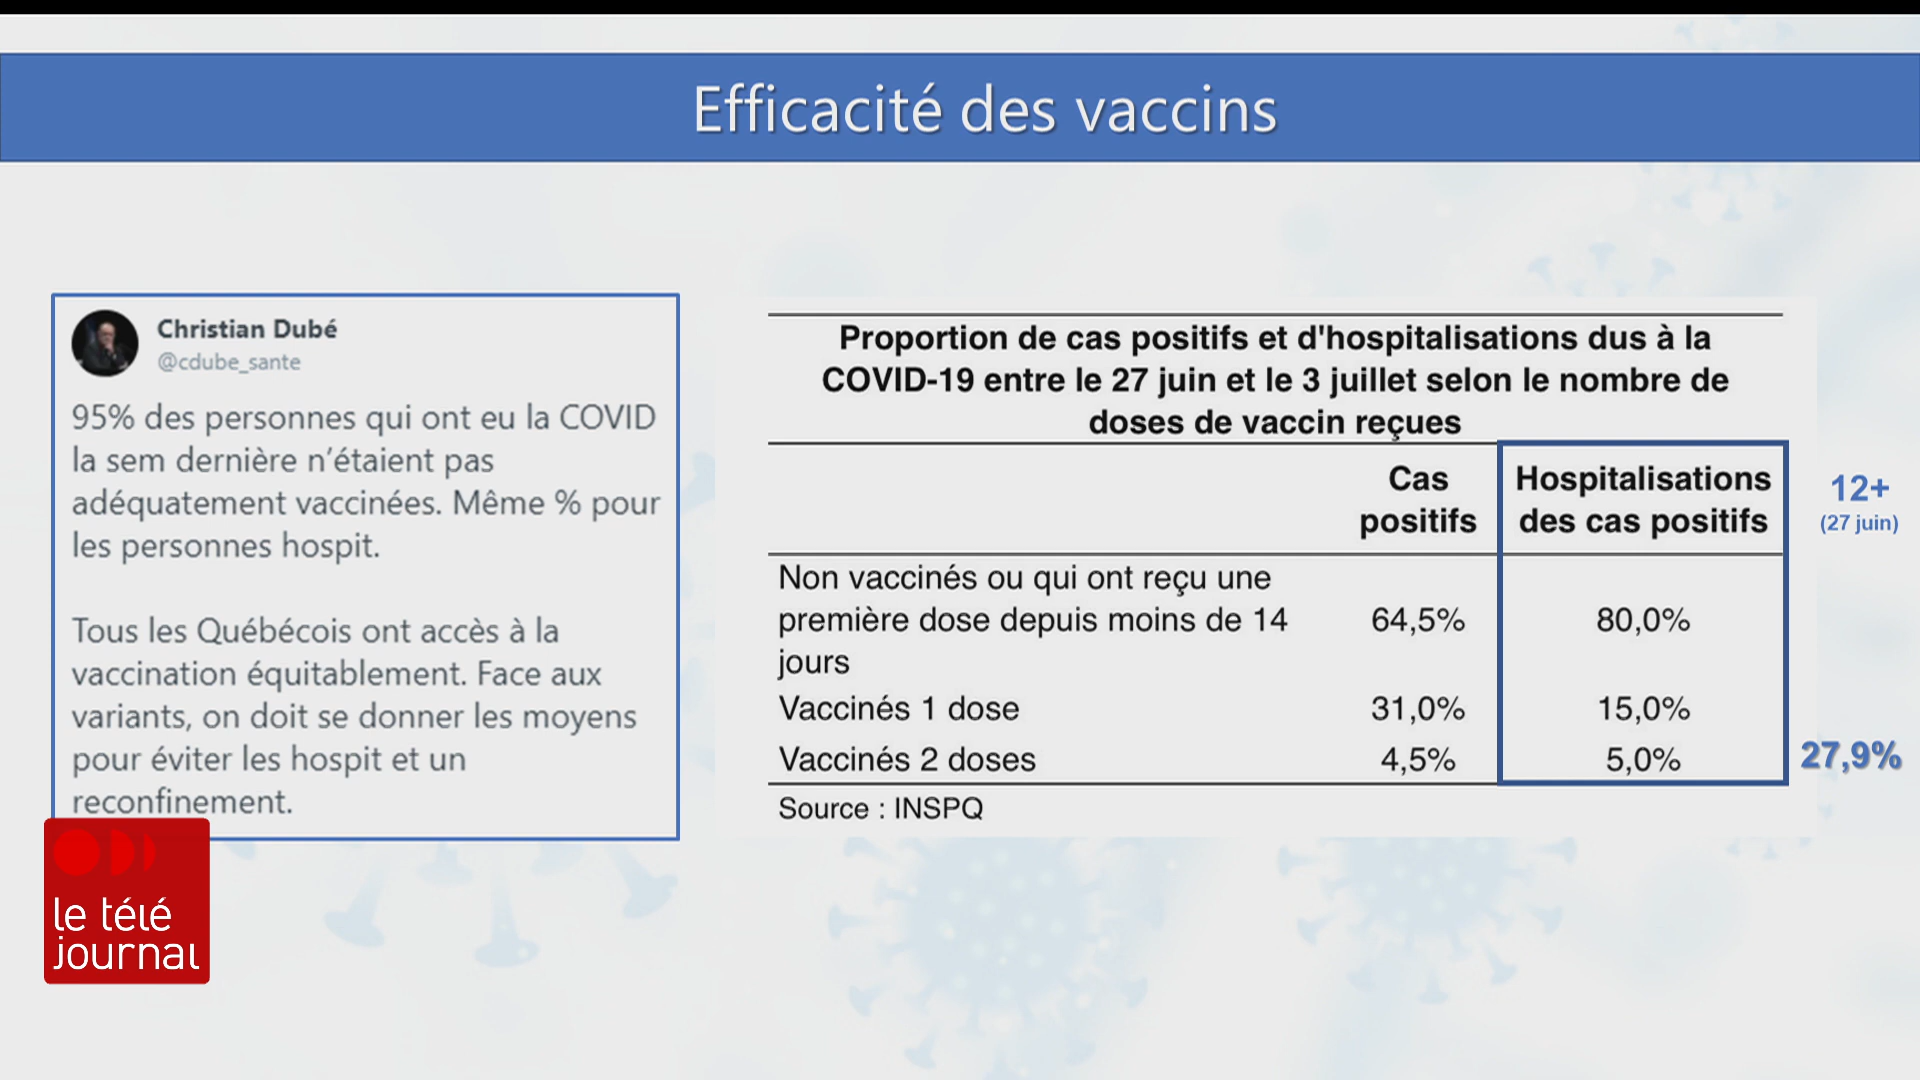 Efficacité des vaccins
Christian Dubé
@cdube_sante
95% des personnes qui ont eu la COVID
la sem dernière n'étaient pas
adéquatement vaccinées. Même % pour
les personnes hospit.
Tous les Québécois ont accès à la
vaccination équitablement. Face aux
variants, on doit se donner les moyens
pour éviter les hospit et un
reconfinement.
Proportion de cas positifs et d'hospitalisations dus à la
COVID-19 entre le 27 juin et le 3 juillet selon le nombre de
doses de vaccin reçues
Cas
positifs
Hospitalisations
des cas positifs
12+
(27 juin)
Non vaccinés ou qui ont reçu une
première dose depuis moins de 14
jours
64,5% 80,0%
Vaccinés 1 dose 31,0% 15,0%
Vaccinés 2 doses 4,5% 5,0% 27,9%
Source : INSPQ
le télé
journal